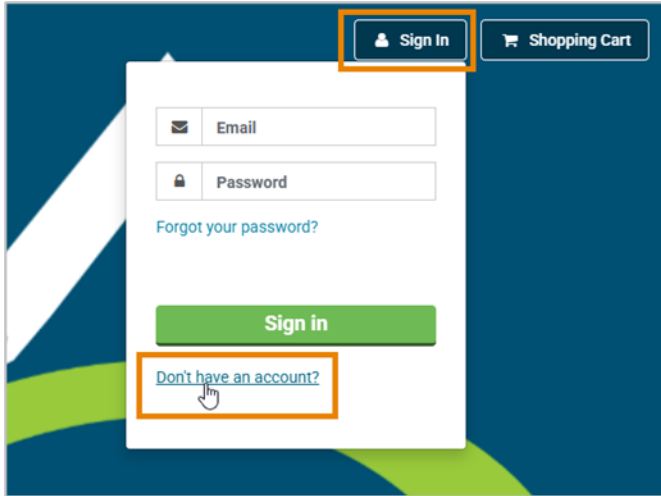 Sign In
Shopping Cart
Email
Password
Forgot your password?
Sign in
Don't have an account?